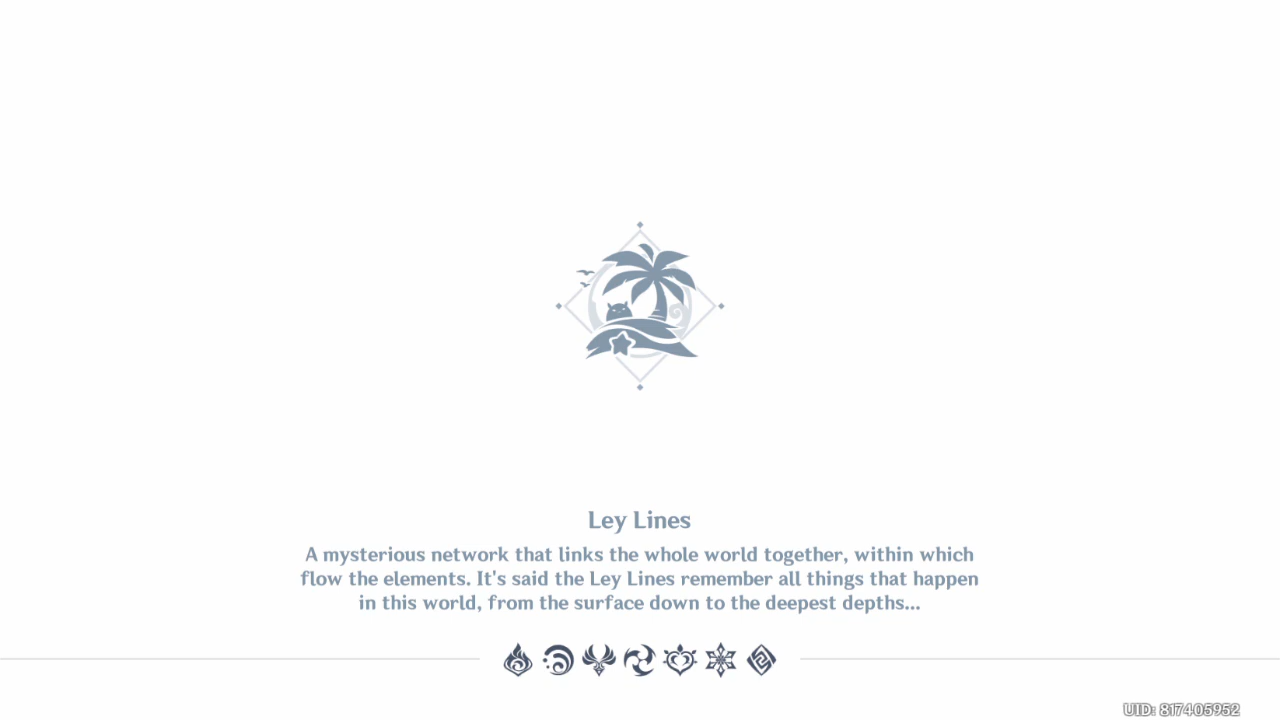 Ley Lines
A mysterious network that links the whole world together, within which
flow the elements. It's said the Ley Lines remember all things that happen
in this world, from the surface down to the deepest depths...
UID: 817405952